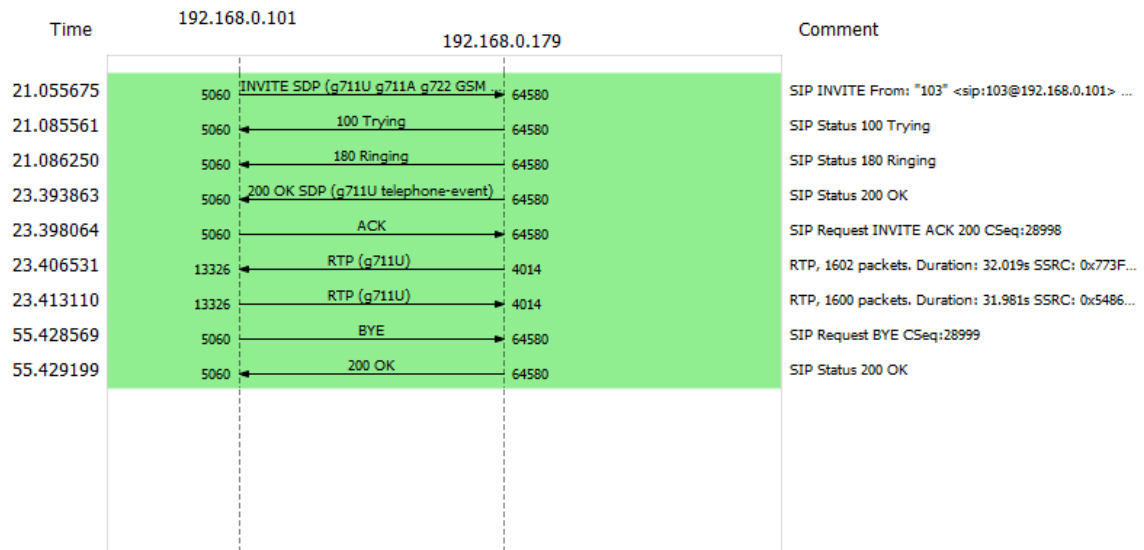 192.168.0.101
Time
192.168.0.179
Comment
21.055675 5060 INVITE SDP (g711U g711A g722 GSM ... 64580 SIP INVITE From: "103" <sip:103@192.168.0.101> ...
21.085561 5060 100 Trying 64580 SIP Status 100 Trying
21.086250 5060 180 Ringing 64580 SIP Status 180 Ringing
23.393863 5060 200 OK SDP (g711U telephone-event) 64580 SIP Status 200 OK
23.398064 5060 ACK 64580 SIP Request INVITE ACK 200 CSeq:28998
23.406531 13326 RTP (g711U) 4014 RTP, 1602 packets. Duration: 32.019s SSRC: 0x773F...
23.413110 13326 RTP (g711U) 4014 RTP, 1600 packets. Duration: 31.981s SSRC: 0x5486...
55.428569 5060 BYE 64580 SIP Request BYE CSeq:28999
55.429199 5060 200 OK 64580 SIP Status 200 OK